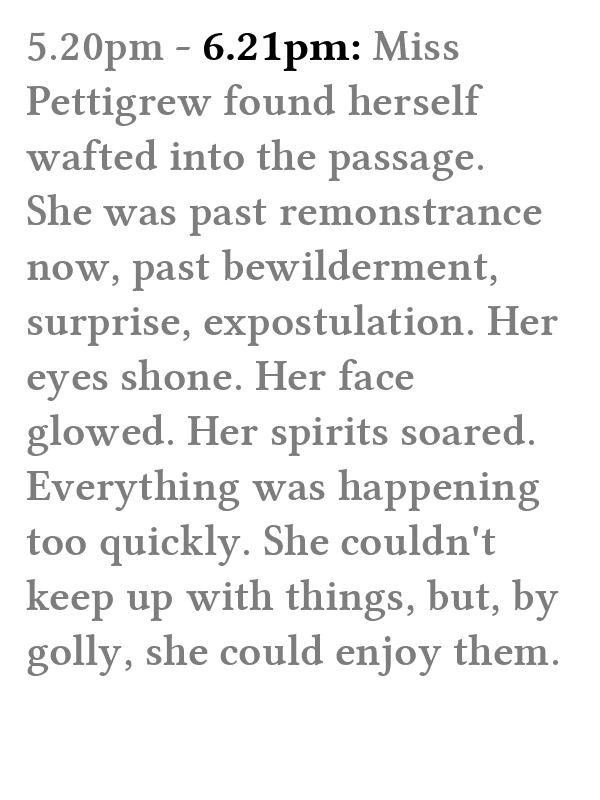 5.20pm - 6.21pm: Miss
Pettigrew found herself
wafted into the passage.
She was past remonstrance
now, past bewilderment,
surprise, expostulation. Her
eyes shone. Her face
glowed. Her spirits soared.
Everything was happening
too quickly. She couldn't
keep up with things, but, by
golly, she could enjoy them.